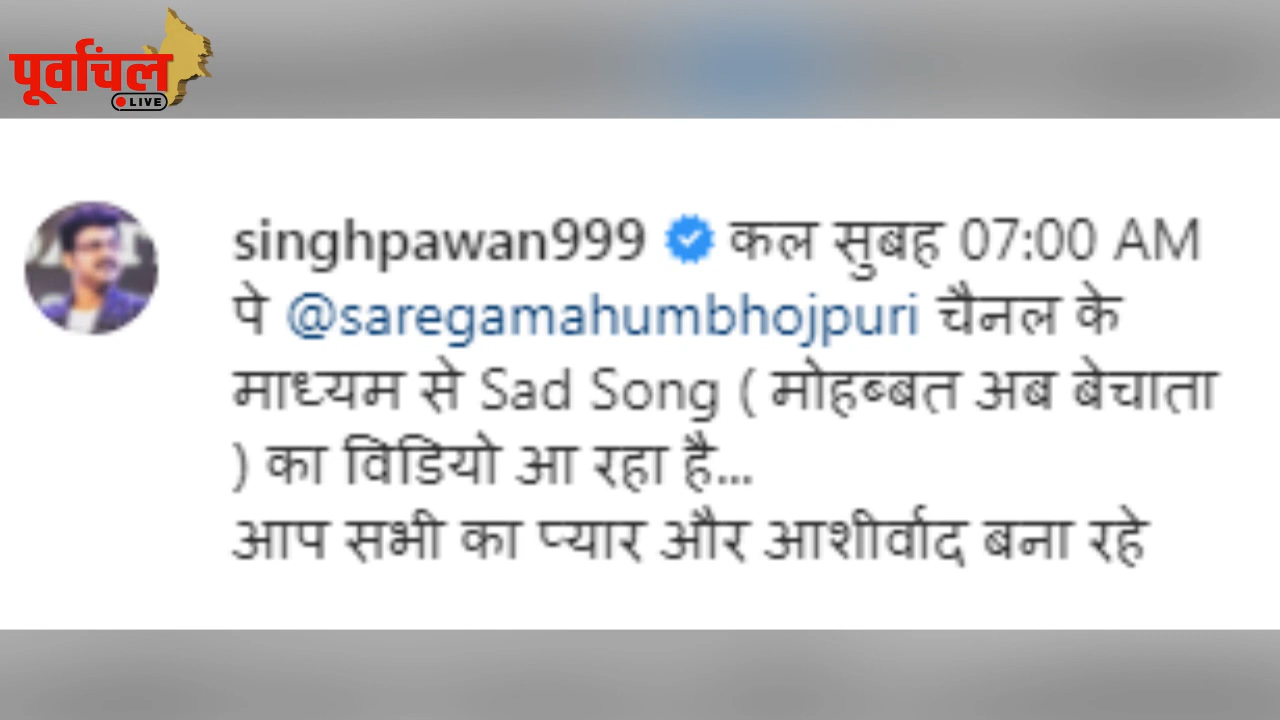 पूर्वांचल
LIVE
singhpawan999 कल सुबह 07:00 AM
पे @saregamahumbhojpuri चैनल के
माध्यम से Sad Song ( मोहब्बत अब बेचाता
) का विडियो आ रहा है...
आप सभी का प्यार और आशीर्वाद बना रहे